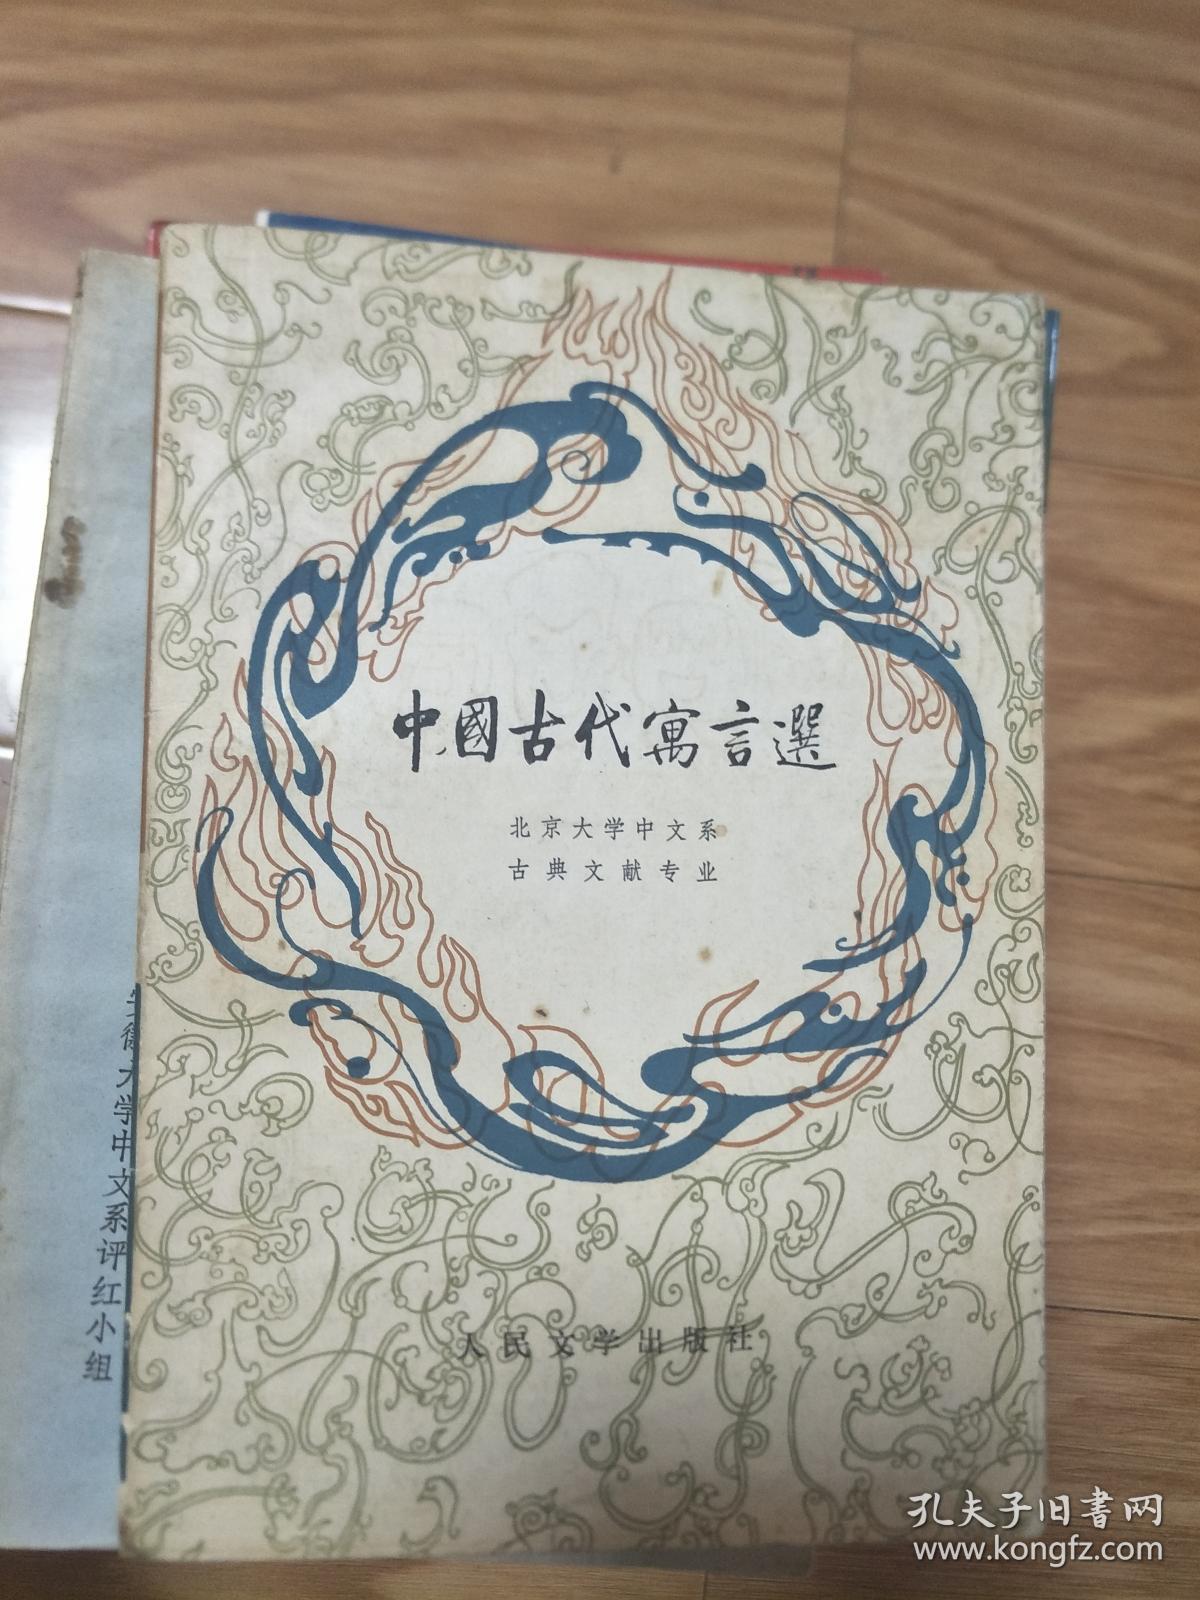 中國古代寓言選
北京大学中文系
古典文献专业
人民文学出版社
安徽大学中文系评红小组
孔夫子旧书网
www.kongfz.com